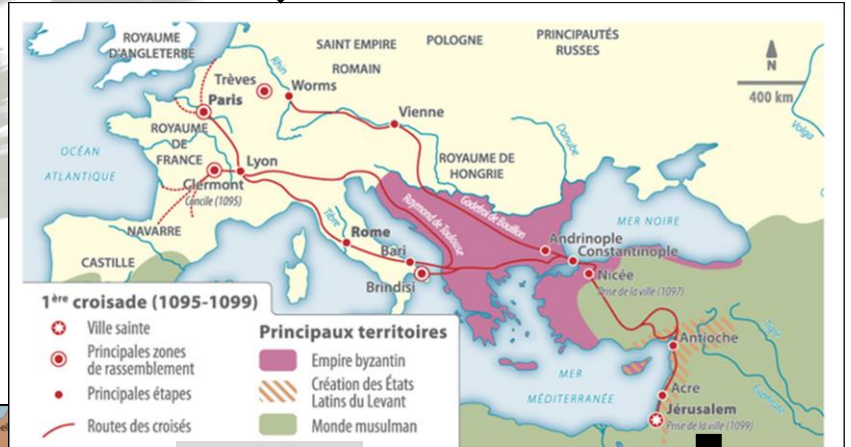 ROYAUME
D'ANGLETERRE
SAINT EMPIRE
ROMAIN
POLOGNE
PRINCIPAUTÉS
RUSSES
N
400 km
Trèves
Rhin
Worms
Paris
Vienne
Danube
Volga
OCÉAN
ATLANTIQUE
ROYAUME
DE
FRANCE
Lyon
Clermont
Concile (1095)
ROYAUME DE
HONGRIE
Raymond de Toulouse
Godefroi de Bouillon
MER NOIRE
NAVARRE
CASTILLE
Tibre
Rome
Bari
Brindisi
Andrinople
Constantinople
Nicée
Prise de la ville (1097)
Antioche
Tigre
Euphrate
MER
MÉDITERRANÉE
Acre
Jérusalem
Prise de la ville (1099)
1ère croisade (1095-1099)
Ville sainte
Principales zones
de rassemblement
Principales étapes
Routes des croisés
Principaux territoires
Empire byzantin
Création des États
Latins du Levant
Monde musulman